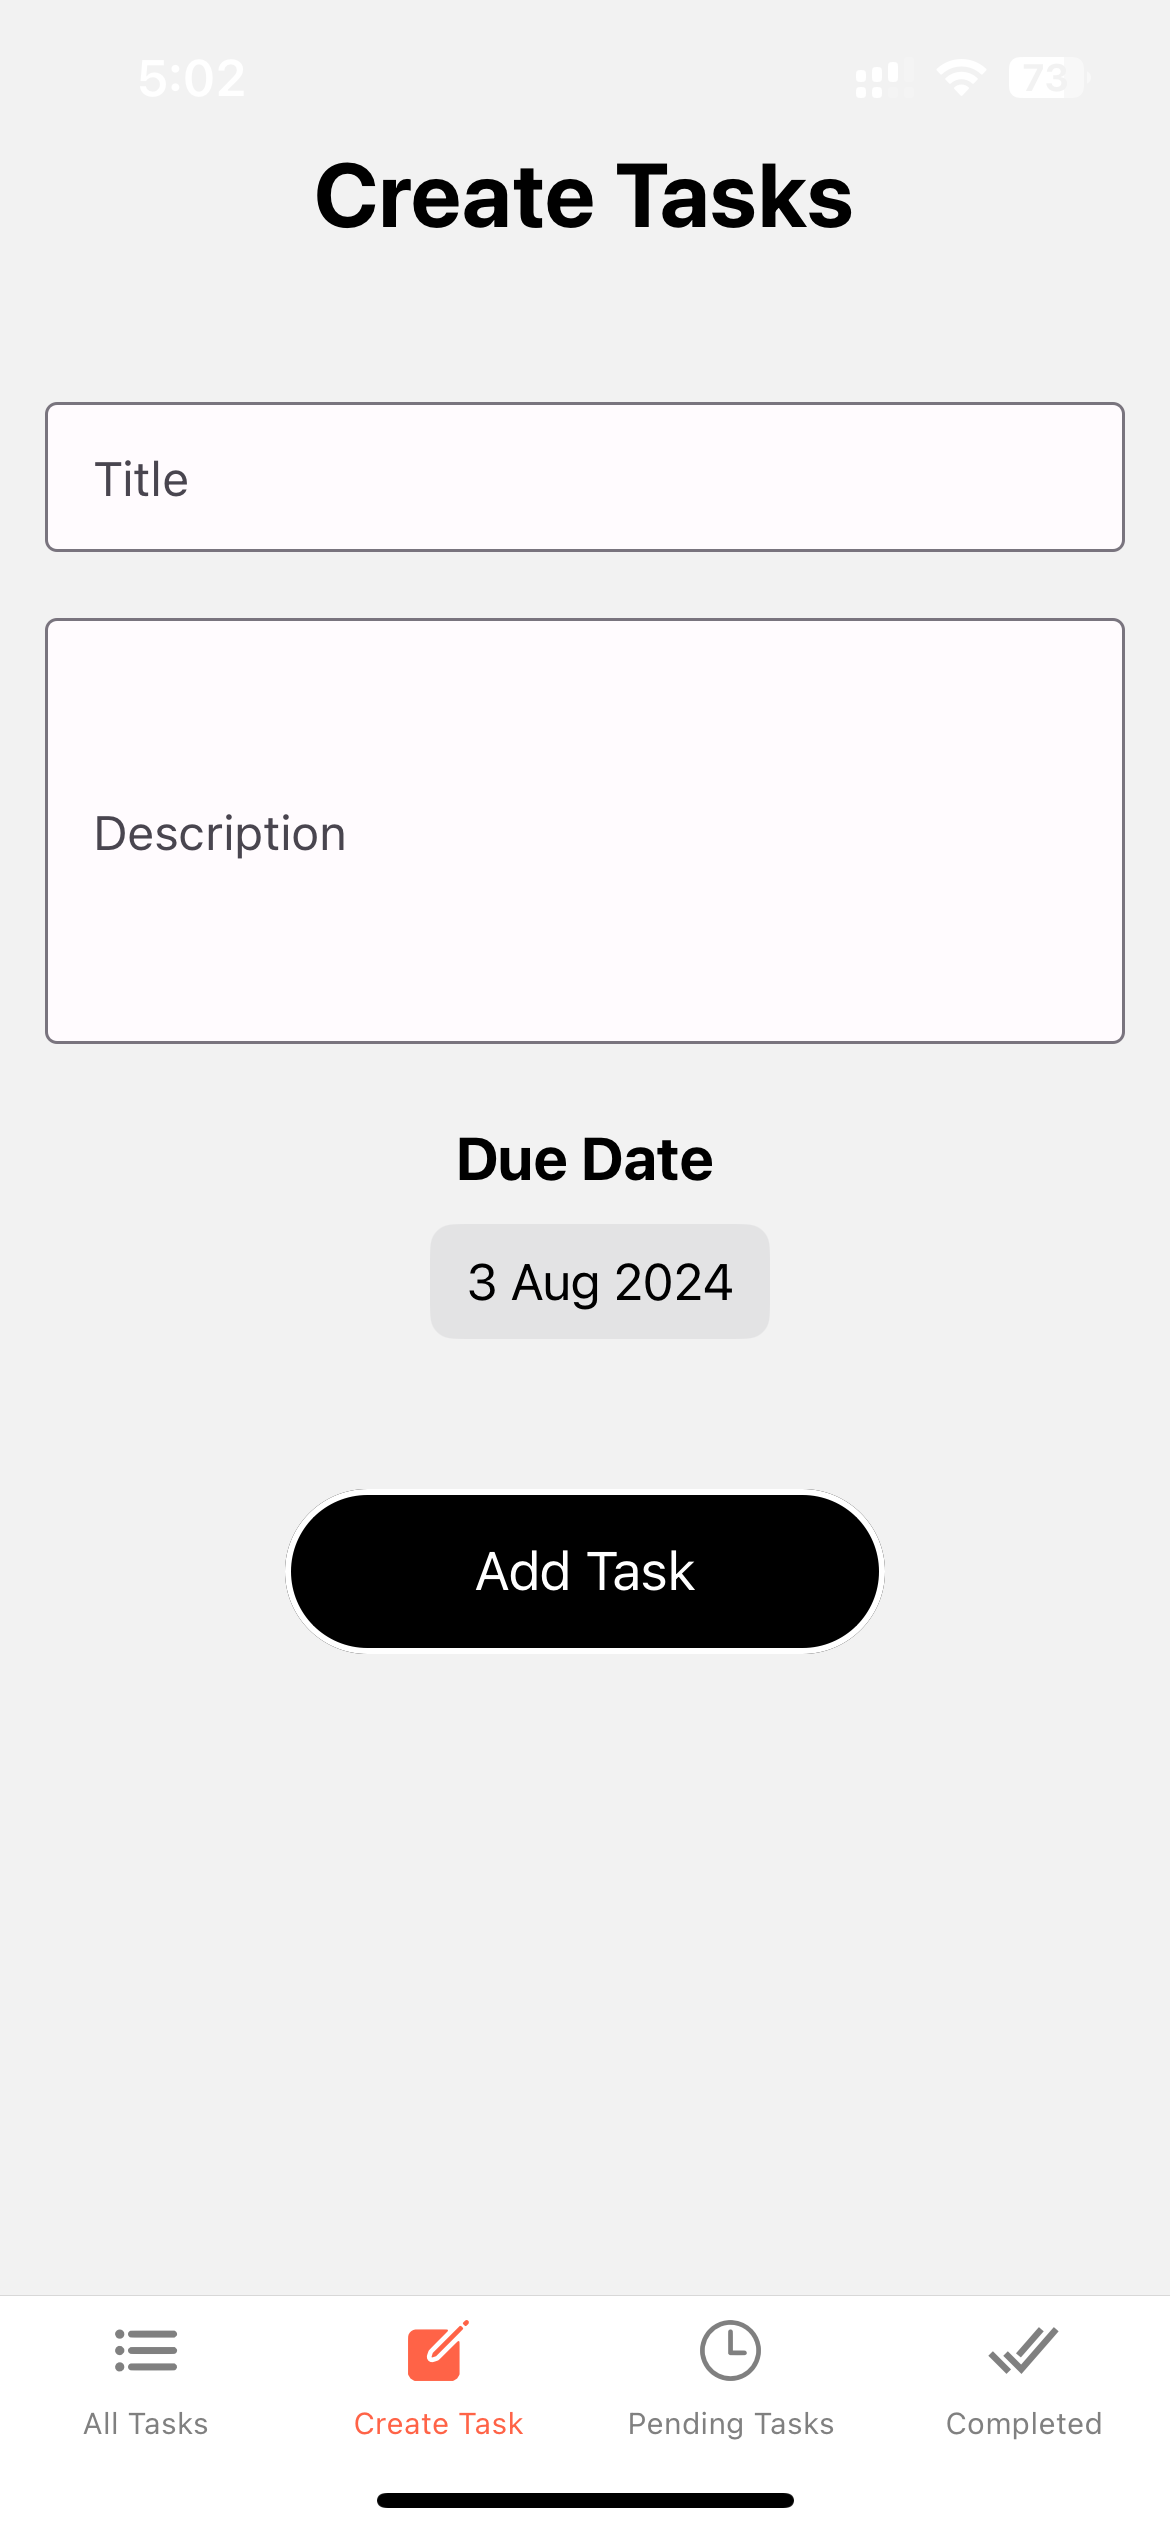 5:02
73
Create Tasks
Title
Description
Due Date
3 Aug 2024
Add Task
All Tasks
Create Task
Pending Tasks
Completed